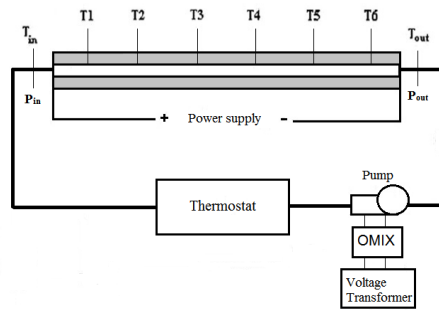 T1 T2 T3 T4 T5 T6
Tin Tout
Pin Pout
+ Power supply -
Pump
Thermostat
OMIX
Voltage
Transformer